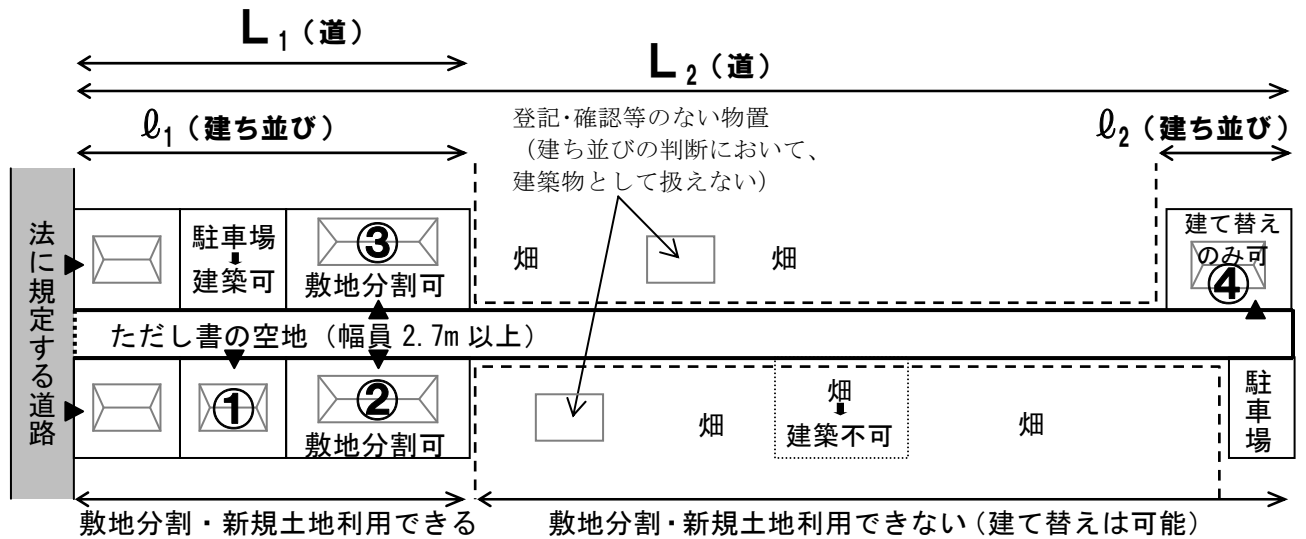 L₁（道）
L₂（道）
ℓ₁（建ち並び）
登記・確認等のない物置
（建ち並びの判断において、
建築物として扱えない）
ℓ₂（建ち並び）
法に規定する道路
駐車場
建築可
③
敷地分割可
畑
畑
建て替え
のみ可
④
ただし書の空地（幅員 2.7m 以上）
①
②
敷地分割可
畑
畑
建築不可
畑
駐車場
敷地分割・新規土地利用できる
敷地分割・新規土地利用できない（建て替えは可能）